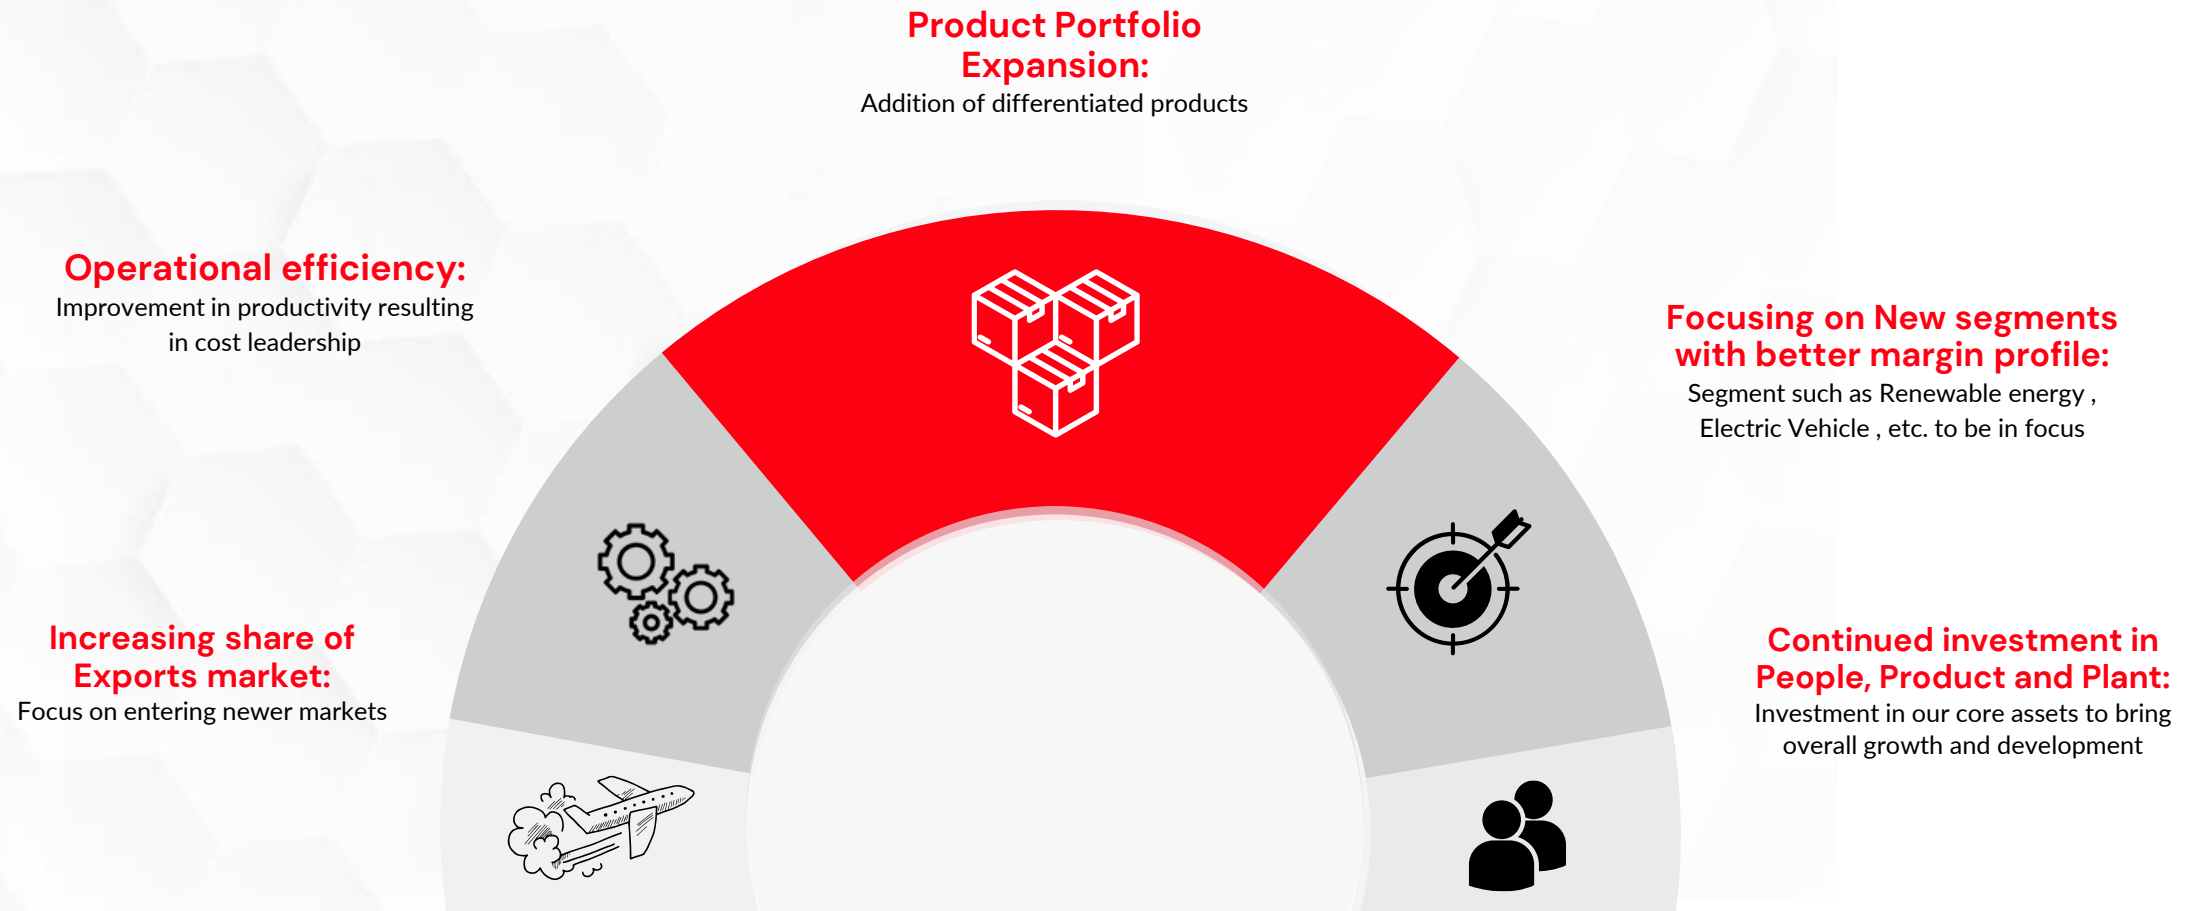 Product Portfolio
Expansion:
Addition of differentiated products
Operational efficiency:
Improvement in productivity resulting
in cost leadership
Focusing on New segments
with better margin profile:
Segment such as Renewable energy ,
Electric Vehicle , etc. to be in focus
Increasing share of
Exports market:
Focus on entering newer markets
Continued investment in
People, Product and Plant:
Investment in our core assets to bring
overall growth and development